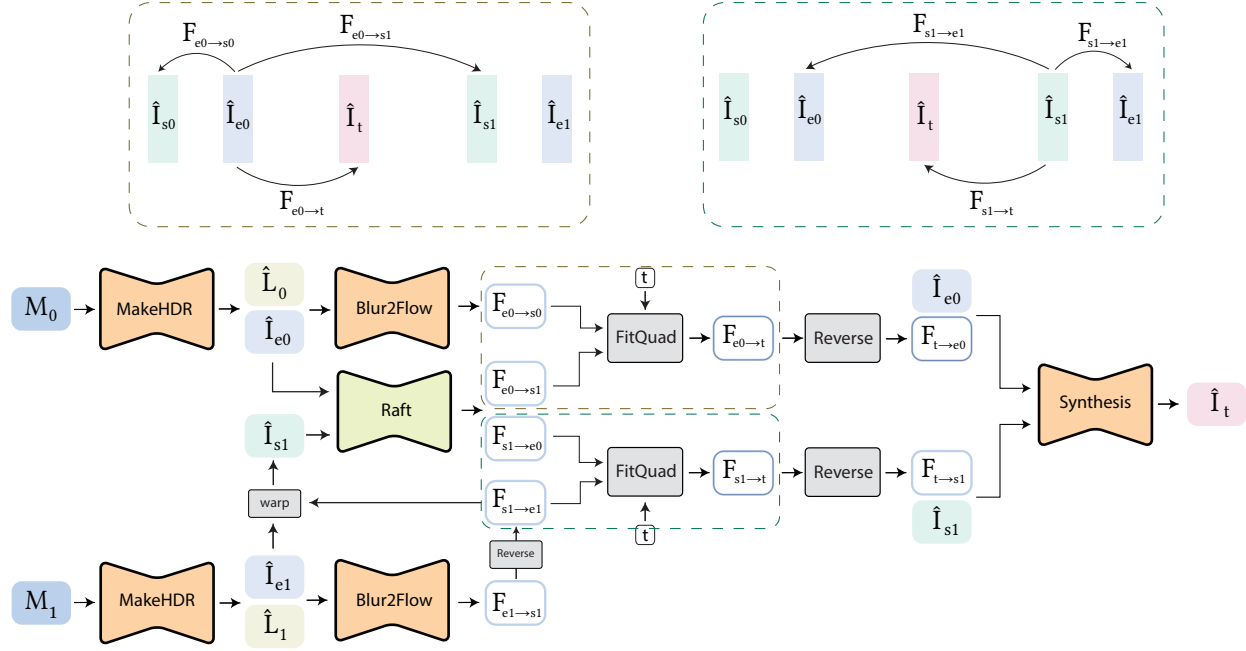 F_{e0→s0}
F_{e0→s1}
Î_{s0} Î_{e0} Î_t Î_{s1} Î_{e1}
F_{e0→t}
F_{s1→e1}
F_{s1→e1}
Î_{s0} Î_{e0} Î_t Î_{s1} Î_{e1}
F_{s1→t}
M_0
MakeHDR
L̂_0
Î_{e0}
Blur2Flow
F_{e0→s0}
F_{e0→s1}
t
FitQuad
F_{e0→t}
Reverse
Î_{e0}
F_{t→e0}
Raft
Î_{s1}
warp
F_{s1→e0}
F_{s1→e1}
FitQuad
t
F_{s1→t}
Reverse
F_{t→s1}
Î_{s1}
Synthesis
Î_t
M_1
MakeHDR
Î_{e1}
L̂_1
Blur2Flow
F_{e1→s1}
Reverse